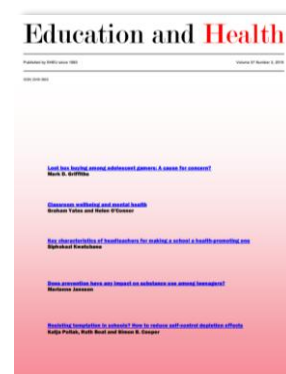 Education and Health
Published by SHEU since 1983
Volume 37 Number 3, 2019
Loot box buying among adolescent gamers: A cause for concern?
Mark D. Griffiths
Classroom wellbeing and mental health
Graham Yates and Helen O'Connor
Key characteristics of headteachers for making a school a health-promoting one
Siphokazi Kwatubana
Does prevention have any impact on substance use among teenagers?
Marianne Jansson
Resisting temptation in schools? How to reduce self-control depletion effects
Katja Pollak, Ruth Beat and Simon B. Cooper